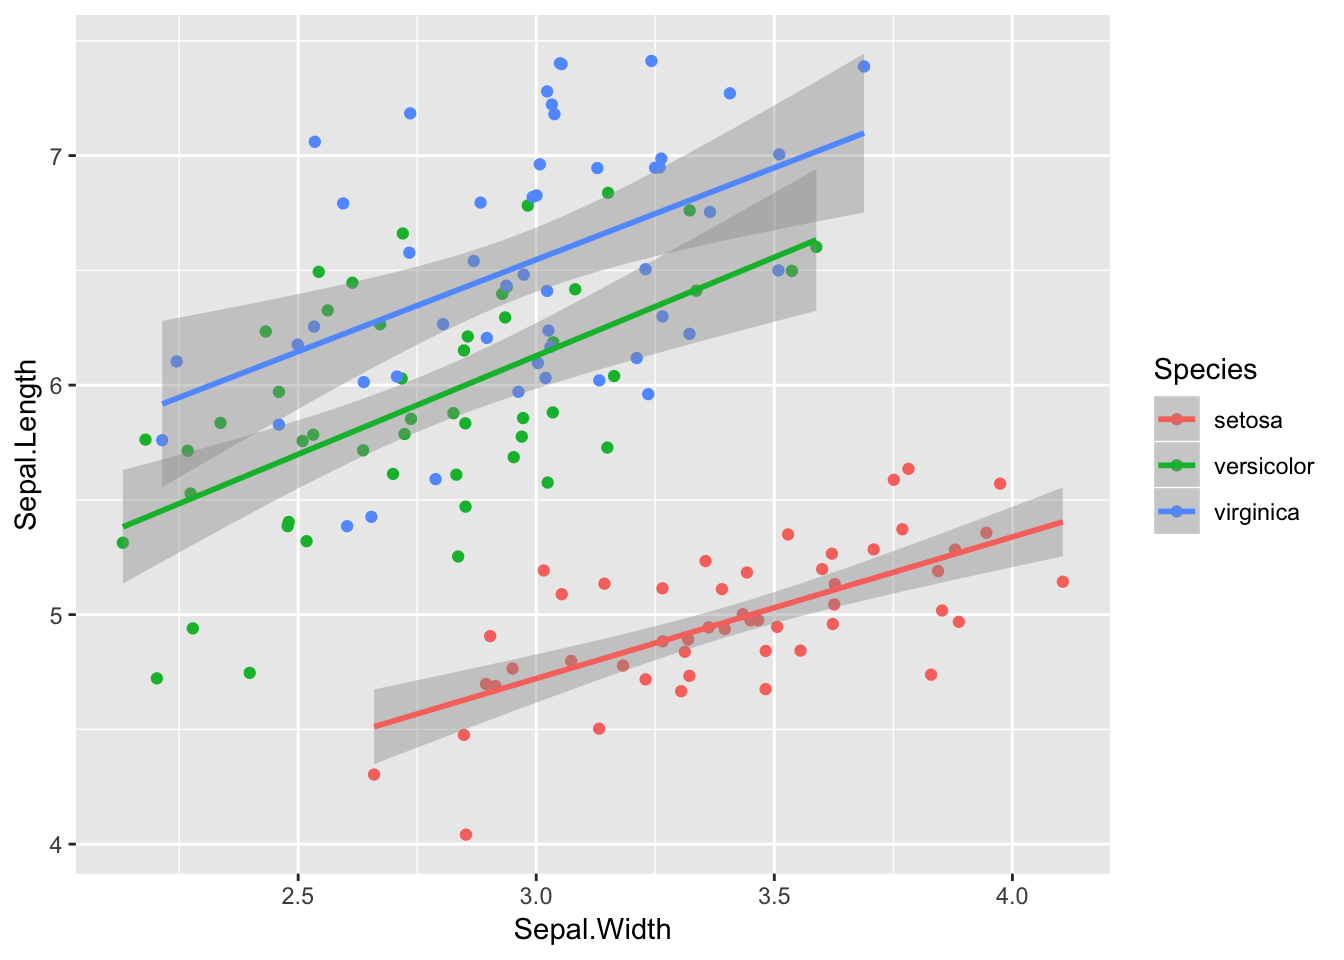 7
6
5
4
2.5 3.0 3.5 4.0
Sepal.Width
Sepal.Length
Species
setosa
versicolor
virginica